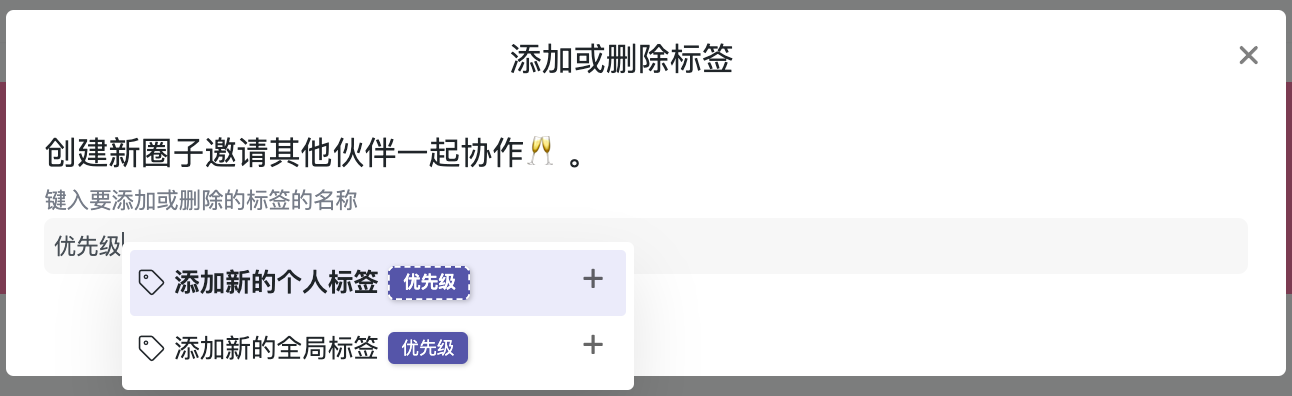 添加或删除标签
创建新圈子邀请其他伙伴一起协作🥂 。
键入要添加或删除的标签的名称
优先级
添加新的个人标签 优先级
添加新的全局标签 优先级